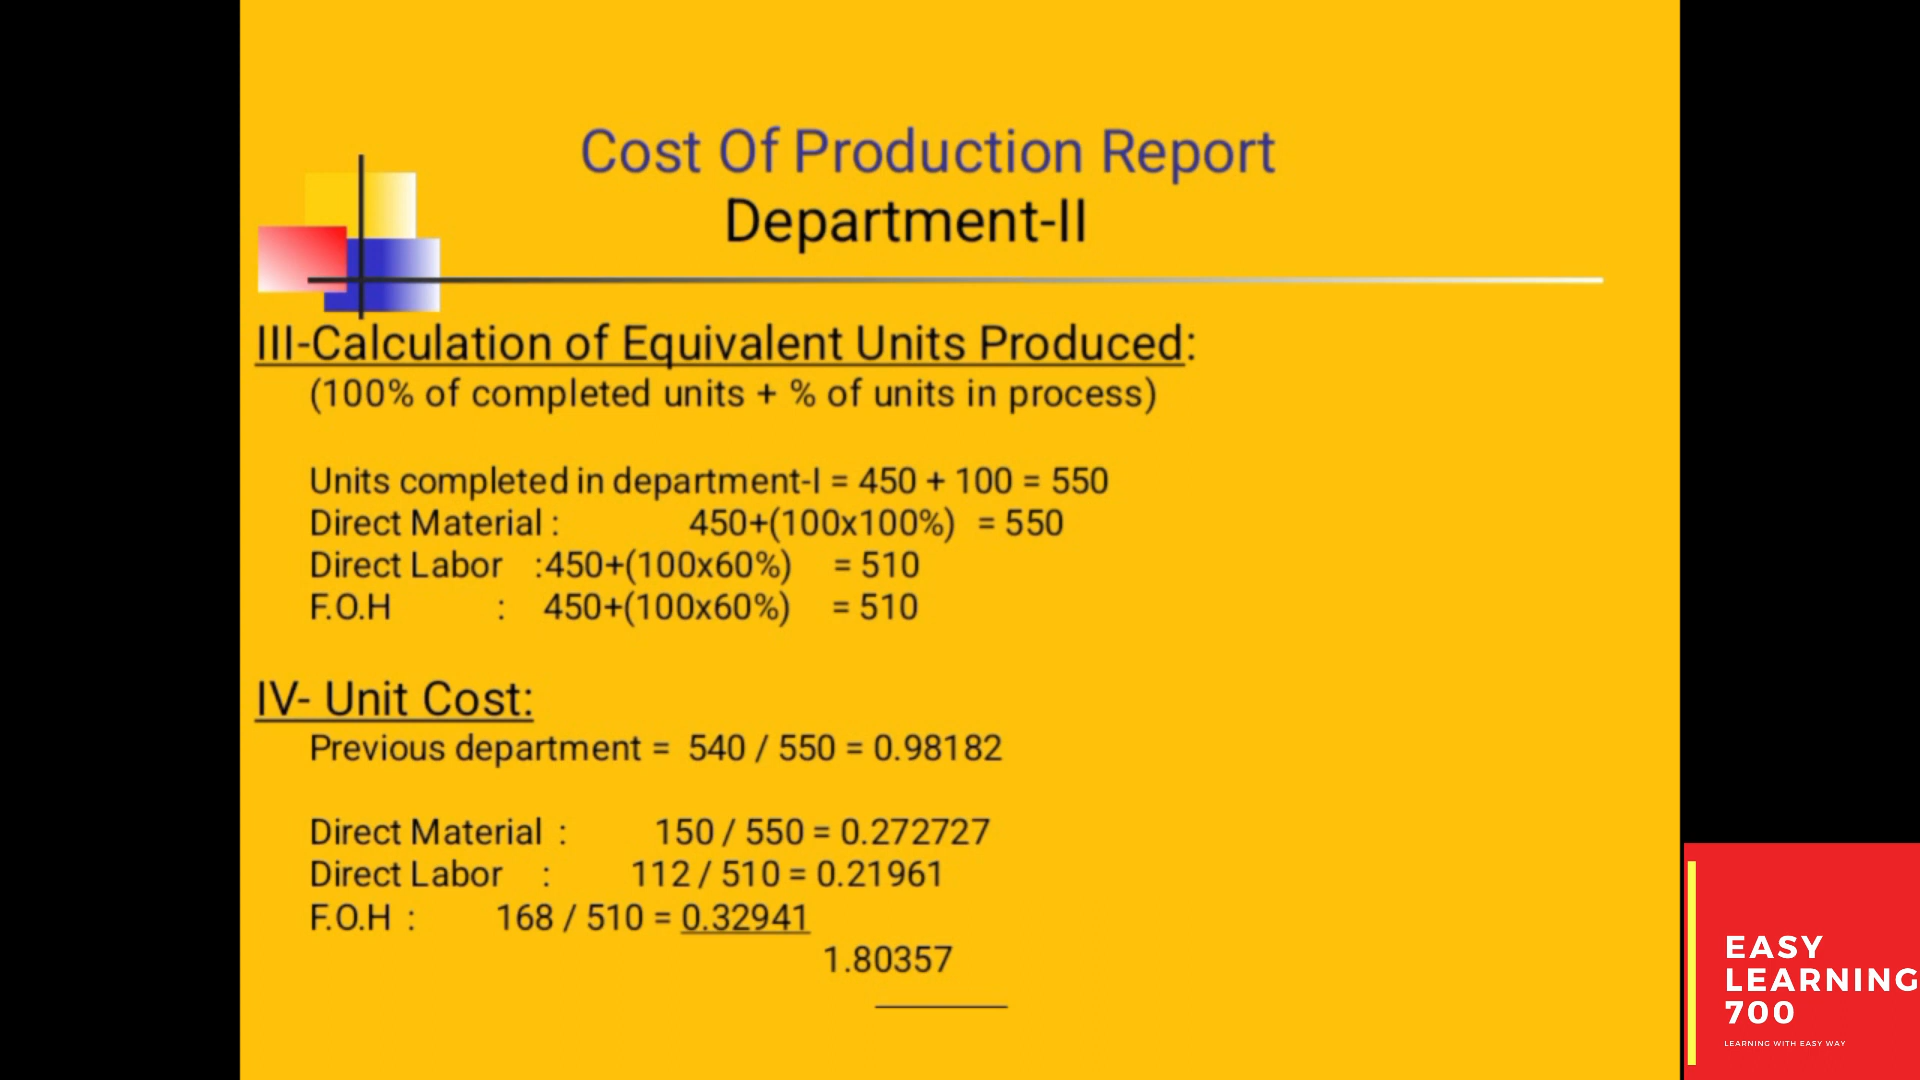 Cost Of Production Report
Department-II
III-Calculation of Equivalent Units Produced:
(100% of completed units + % of units in process)
Units completed in department-I = 450 + 100 = 550
Direct Material : 450+(100x100%) = 550
Direct Labor :450+(100x60%) = 510
F.O.H : 450+(100x60%) = 510
IV- Unit Cost:
Previous department = 540 / 550 = 0.98182
Direct Material : 150 / 550 = 0.272727
Direct Labor : 112 / 510 = 0.21961
F.O.H : 168 / 510 = 0.32941
1.80357
EASY
LEARNING
700
LEARNING WITH EASY WAY